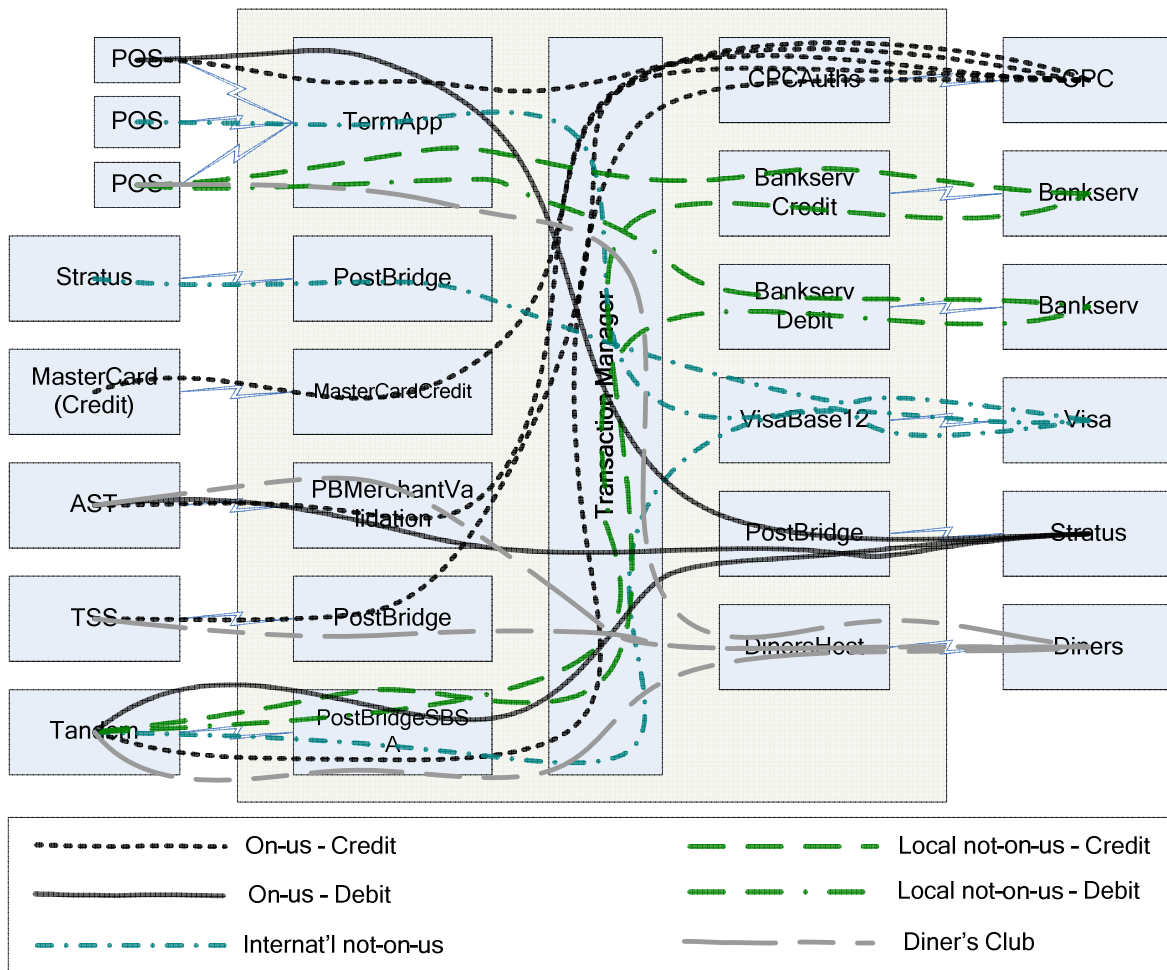 POS
POS
POS
Stratus
MasterCard
(Credit)
AST
TSS
Tandem
TermApp
PostBridge
MasterCardCredit
PBMerchantVa
lidation
PostBridge
PostBridgeSBS
A
Transaction Manager
CPCAuths
Bankserv
Credit
Bankserv
Debit
VisaBase12
PostBridge
DinersHost
CPC
Bankserv
Bankserv
Visa
Stratus
Diners
On-us - Credit
On-us - Debit
Internat'l not-on-us
Local not-on-us - Credit
Local not-on-us - Debit
Diner's Club